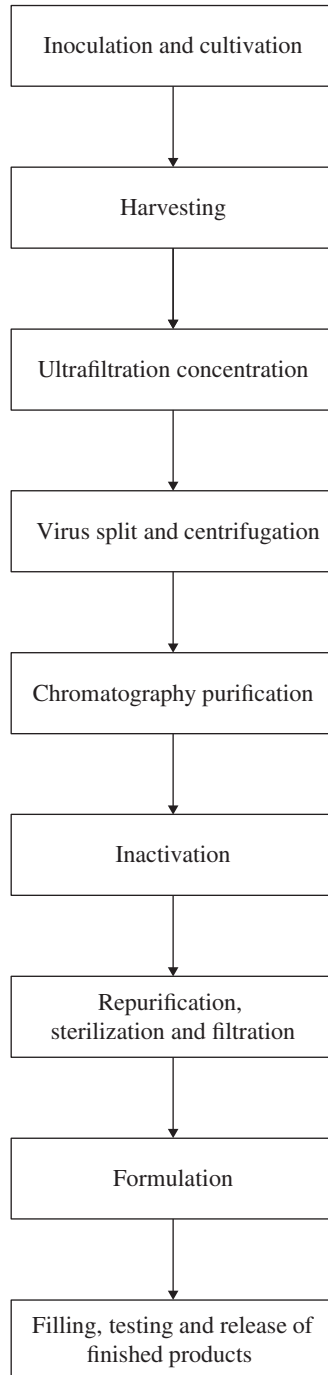 Inoculation and cultivation
Harvesting
Ultrafiltration concentration
Virus split and centrifugation
Chromatography purification
Inactivation
Repurification,
sterilization and filtration
Formulation
Filling, testing and release of
finished products